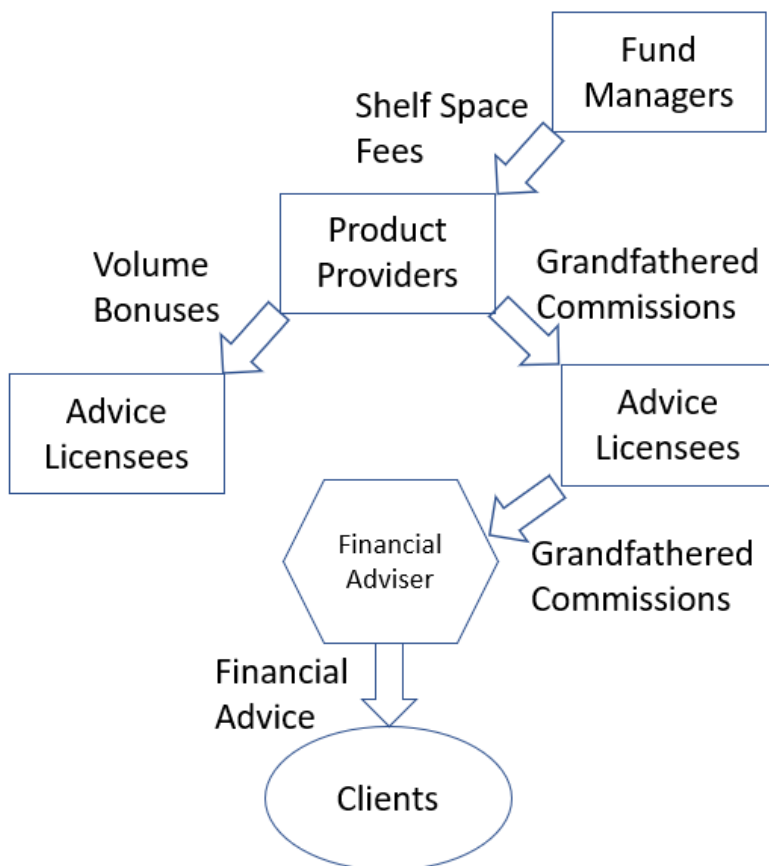 Fund
Managers
Shelf Space
Fees
Product
Providers
Volume
Bonuses
Grandfathered
Commissions
Advice
Licensees
Advice
Licensees
Financial
Adviser
Grandfathered
Commissions
Financial
Advice
Clients